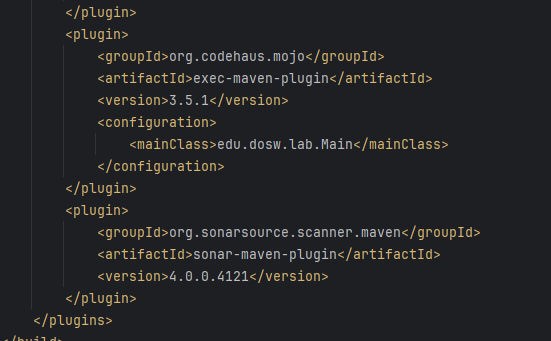 </plugin>
<plugin>
<groupId>org.codehaus.mojo</groupId>
<artifactId>exec-maven-plugin</artifactId>
<version>3.5.1</version>
<configuration>
<mainClass>edu.dosw.lab.Main</mainClass>
</configuration>
</plugin>
<plugin>
<groupId>org.sonarsource.scanner.maven</groupId>
<artifactId>sonar-maven-plugin</artifactId>
<version>4.0.0.4121</version>
</plugin>
</plugins>
</build>